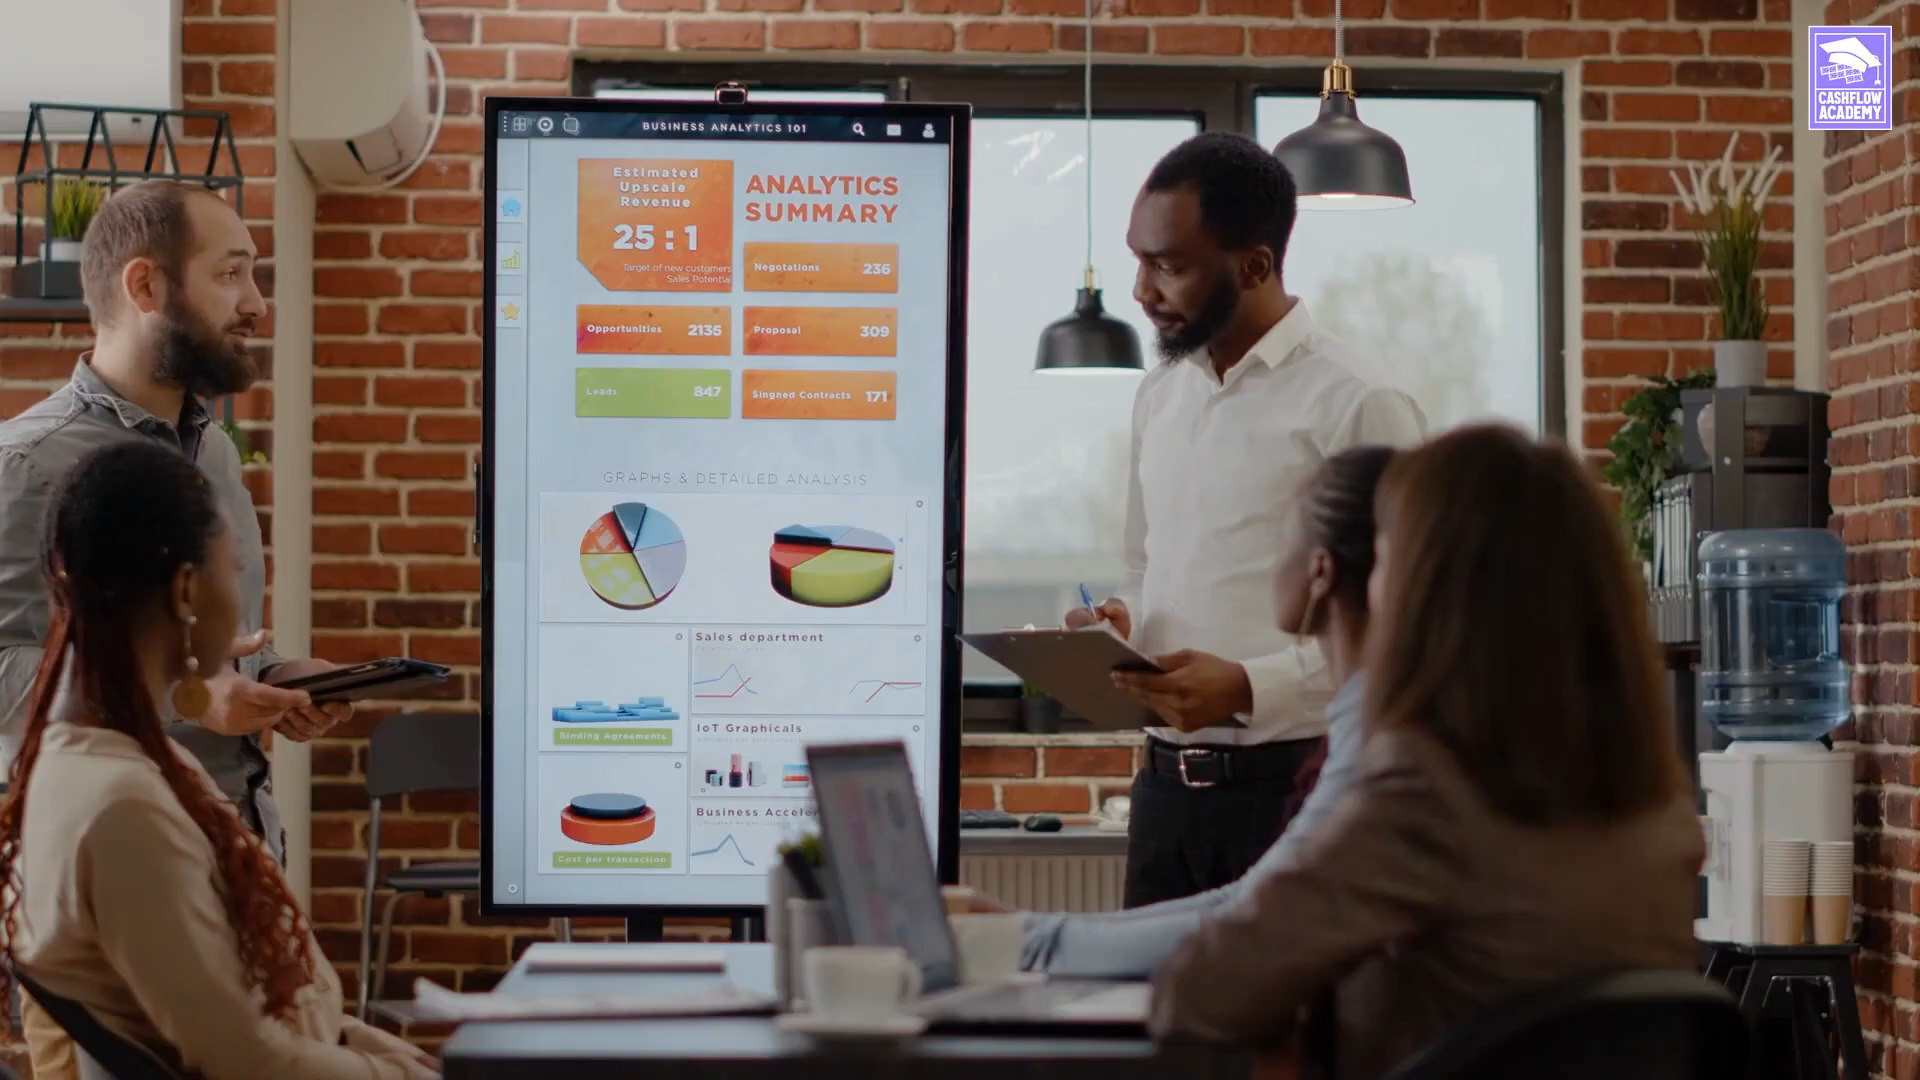 CASHFLOW
ACADEMY
BUSINESS ANALYTICS 101
Estimated
Upscale
Revenue
25 : 1
Target of new customers
Sales Potential
ANALYTICS
SUMMARY
Negotations 236
Opportunities 2135
Proposal 309
Leads 847
Singned Contracts 171
GRAPHS & DETAILED ANALYSIS
Sales department
Binding Agreements
IoT Graphicals
Business Acceler
Cost per transaction